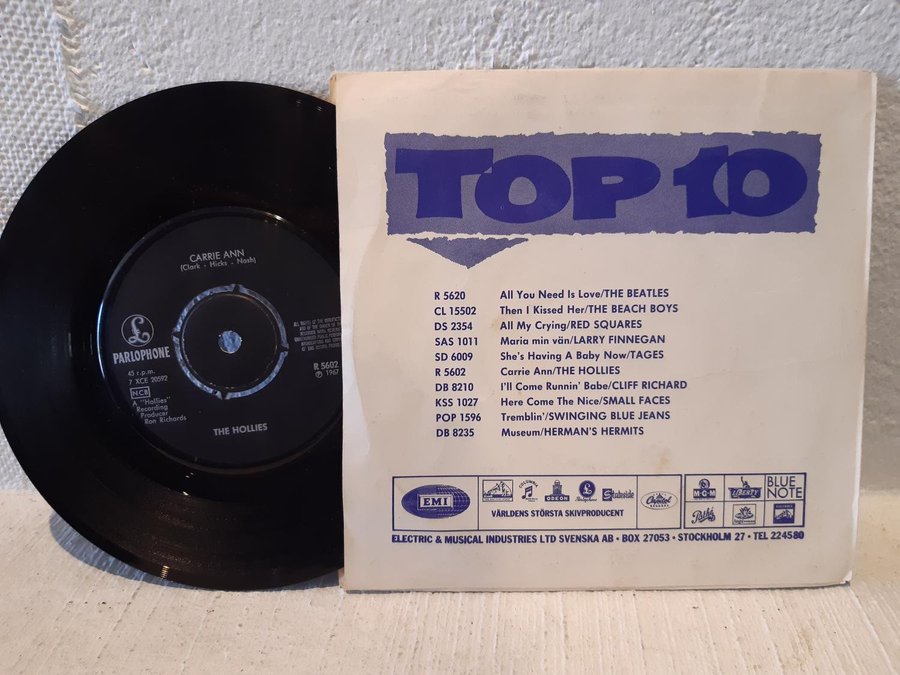 CARRIE ANN
(Clark - Hicks - Nash)
£
PARLOPHONE
45 r.p.m.
7 XCE 20592
NCB
A "Hollies"
Recording
Producer
Ron Richards
R 5602
℗ 1967
THE HOLLIES
TOP 10
R 5620 All You Need Is Love/THE BEATLES
CL 15502 Then I Kissed Her/THE BEACH BOYS
DS 2354 All My Crying/RED SQUARES
SAS 1011 Maria min vän/LARRY FINNEGAN
SD 6009 She's Having A Baby Now/TAGES
R 5602 Carrie Ann/THE HOLLIES
DB 8210 I'll Come Runnin' Babe/CLIFF RICHARD
KSS 1027 Here Come The Nice/SMALL FACES
POP 1596 Tremblin'/SWINGING BLUE JEANS
DB 8235 Museum/HERMAN'S HERMITS
EMI
COLUMBIA
ODEON
Parlophone
Stateside
Capitol
RECORDS
M-G-M
LIBERTY
BLUE NOTE
Pathé
VÄRLDENS STÖRSTA SKIVPRODUCENT
ELECTRIC & MUSICAL INDUSTRIES LTD SVENSKA AB • BOX 27053 • STOCKHOLM 27 • TEL 224580